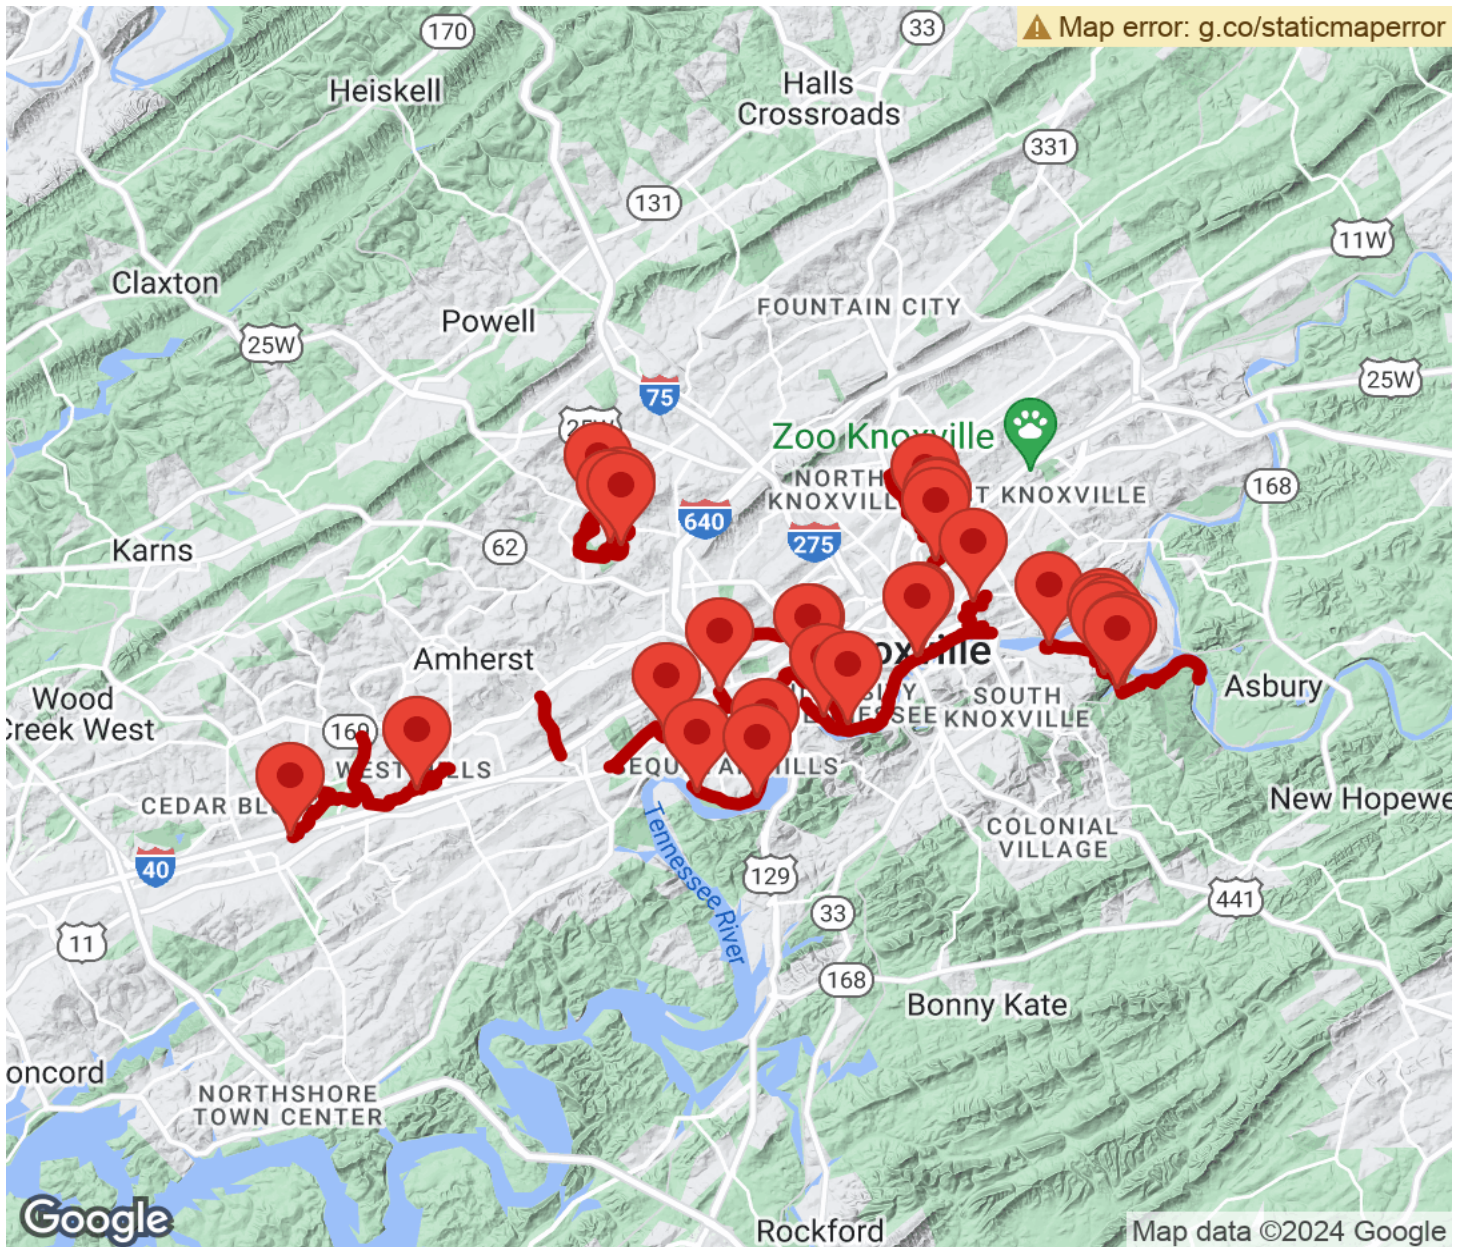 170
33
Map error: g.co/staticmaperror
Heiskell
Halls
Crossroads
331
131
11W
Claxton
Powell
FOUNTAIN CITY
25W
25W
75
Zoo Knoxville
NORTH
KNOXVILL
T KNOXVILLE
168
640
62
275
Karns
Amherst
oxville
Wood
Creek West
SOUTH
KNOXVILLE
Asbury
169
WEST HILLS
CEDAR BL
New Hopewe
Tennessee River
COLONIAL
VILLAGE
40
129
441
33
11
168
Bonny Kate
oncord
NORTHSHORE
TOWN CENTER
Google
Rockford
Map data ©2024 Google